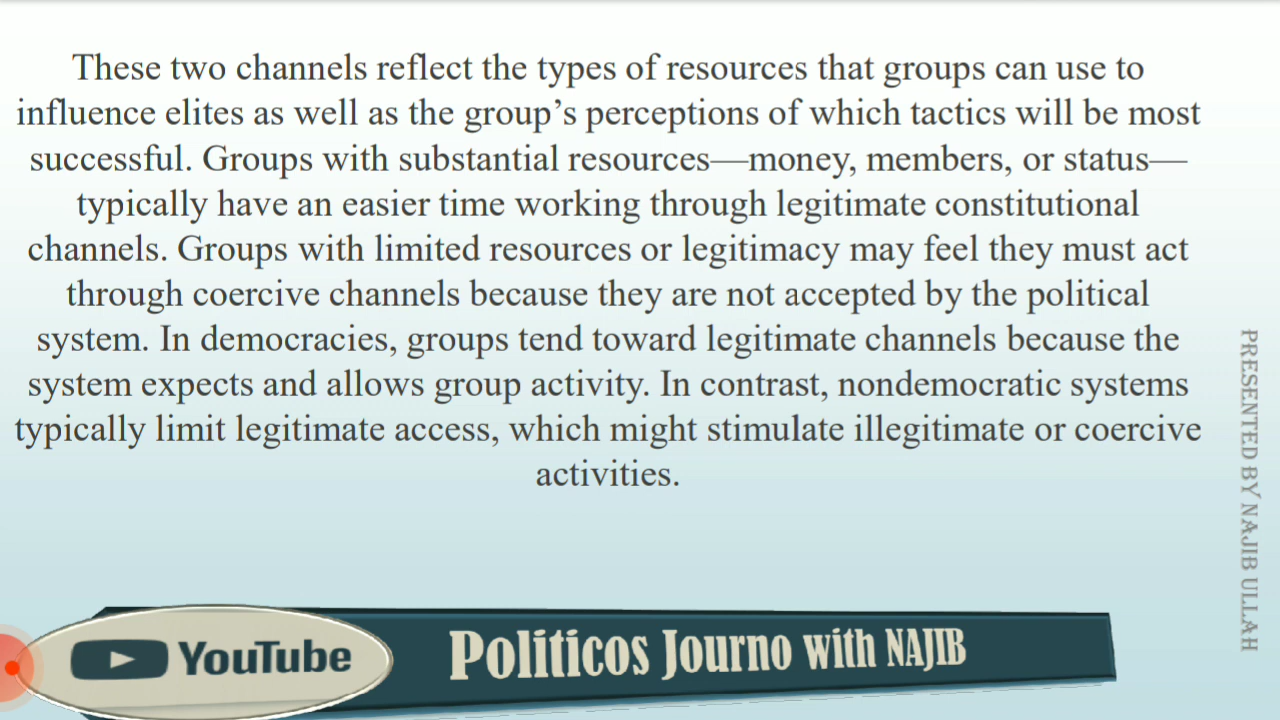 These two channels reflect the types of resources that groups can use to
influence elites as well as the group’s perceptions of which tactics will be most
successful. Groups with substantial resources—money, members, or status—
typically have an easier time working through legitimate constitutional
channels. Groups with limited resources or legitimacy may feel they must act
through coercive channels because they are not accepted by the political
system. In democracies, groups tend toward legitimate channels because the
system expects and allows group activity. In contrast, nondemocratic systems
typically limit legitimate access, which might stimulate illegitimate or coercive
activities.
PRESENTED BY NAJIB ULLAH
YouTube
Politicos Journo with NAJIB